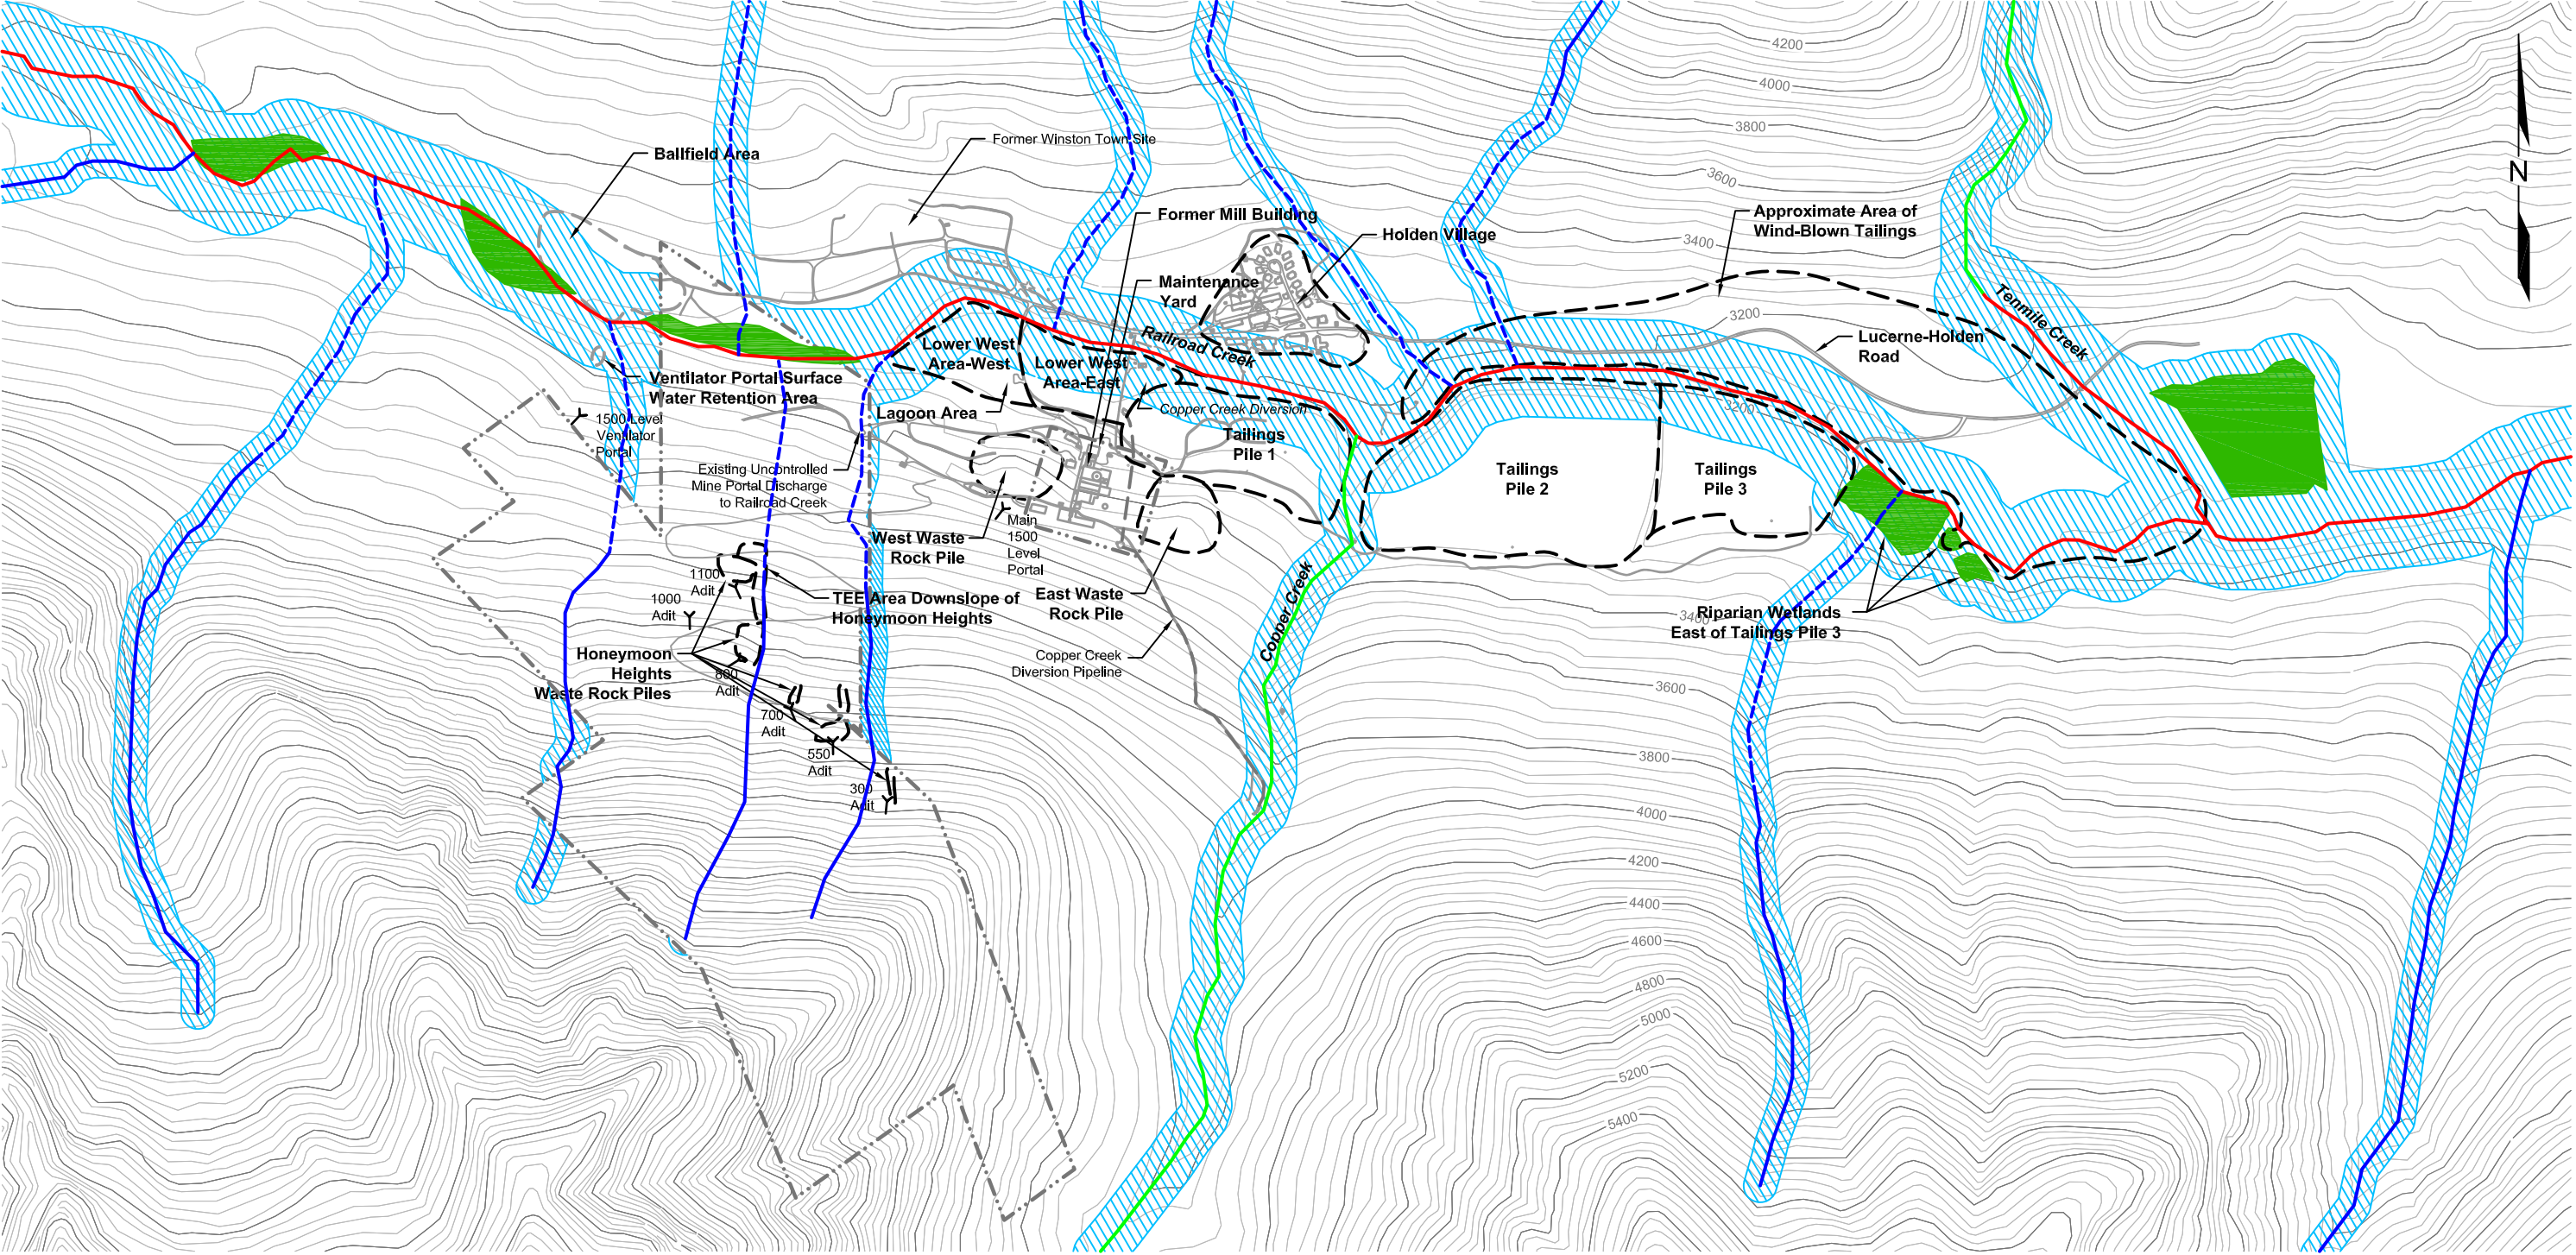 4200
4000
3800
3600
3400
3200
N
Ballfield Area
Former Winston Town Site
Former Mill Building
Holden Village
Approximate Area of
Wind-Blown Tailings
Maintenance
Yard
Railroad Creek
Tenmile Creek
Lucerne-Holden
Road
Lower West
Area-West
Lower West
Area-East
Ventilator Portal Surface
Water Retention Area
Lagoon Area
Copper Creek Diversion
3200
1500 Level
Ventilator
Portal
Tailings
Pile 1
Existing Uncontrolled
Mine Portal Discharge
to Railroad Creek
Tailings
Pile 2
Tailings
Pile 3
West Waste
Rock Pile
Main
1500
Level
Portal
1100
Adit
1000
Adit
TEE Area Downslope of
Honeymoon Heights
East Waste
Rock Pile
Copper Creek
Riparian Wetlands
East of Tailings Pile 3
3400
Honeymoon
Heights
Waste Rock Piles
Copper Creek
Diversion Pipeline
800
Adit
700
Adit
550
Adit
300
Adit
3600
3800
4000
4200
4400
4600
4800
5000
5200
5400